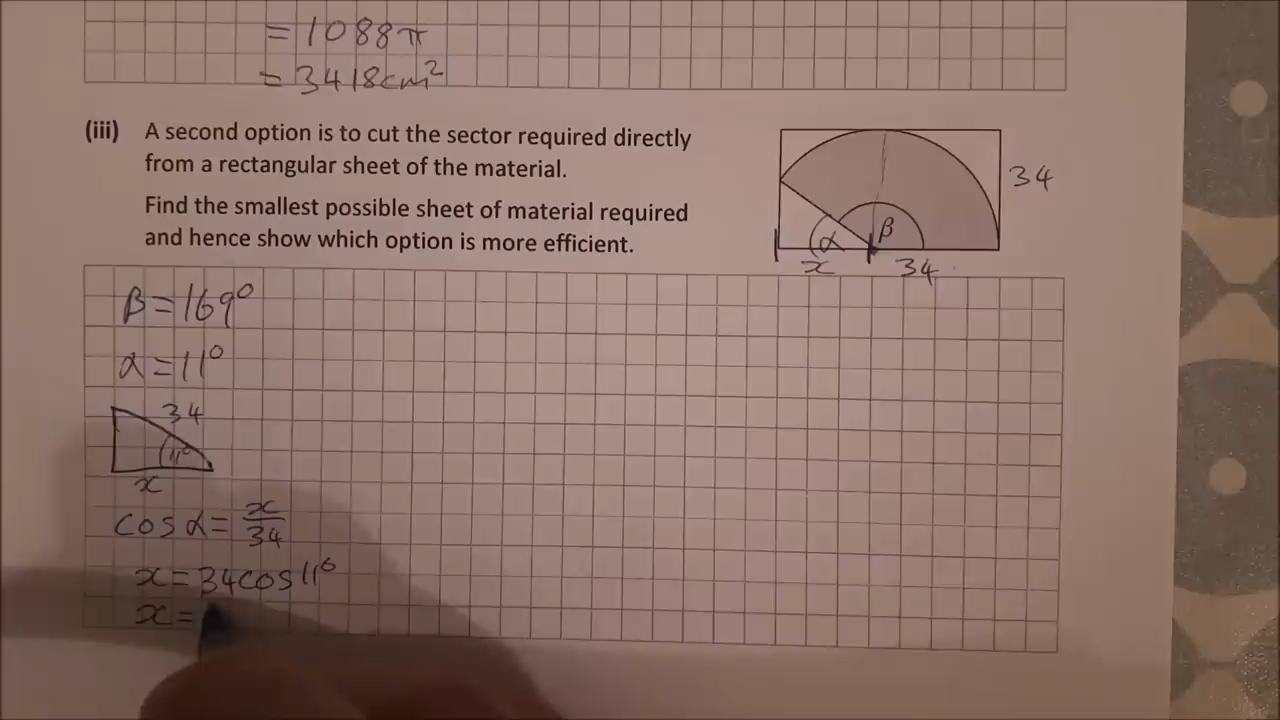 = 1088π
= 3418cm²
(iii) A second option is to cut the sector required directly
from a rectangular sheet of the material.
Find the smallest possible sheet of material required
and hence show which option is more efficient.
34
α
β
x
34
β = 169°
α = 11°
34
11°
x
cos α = x/34
x = 34cos11°
x =